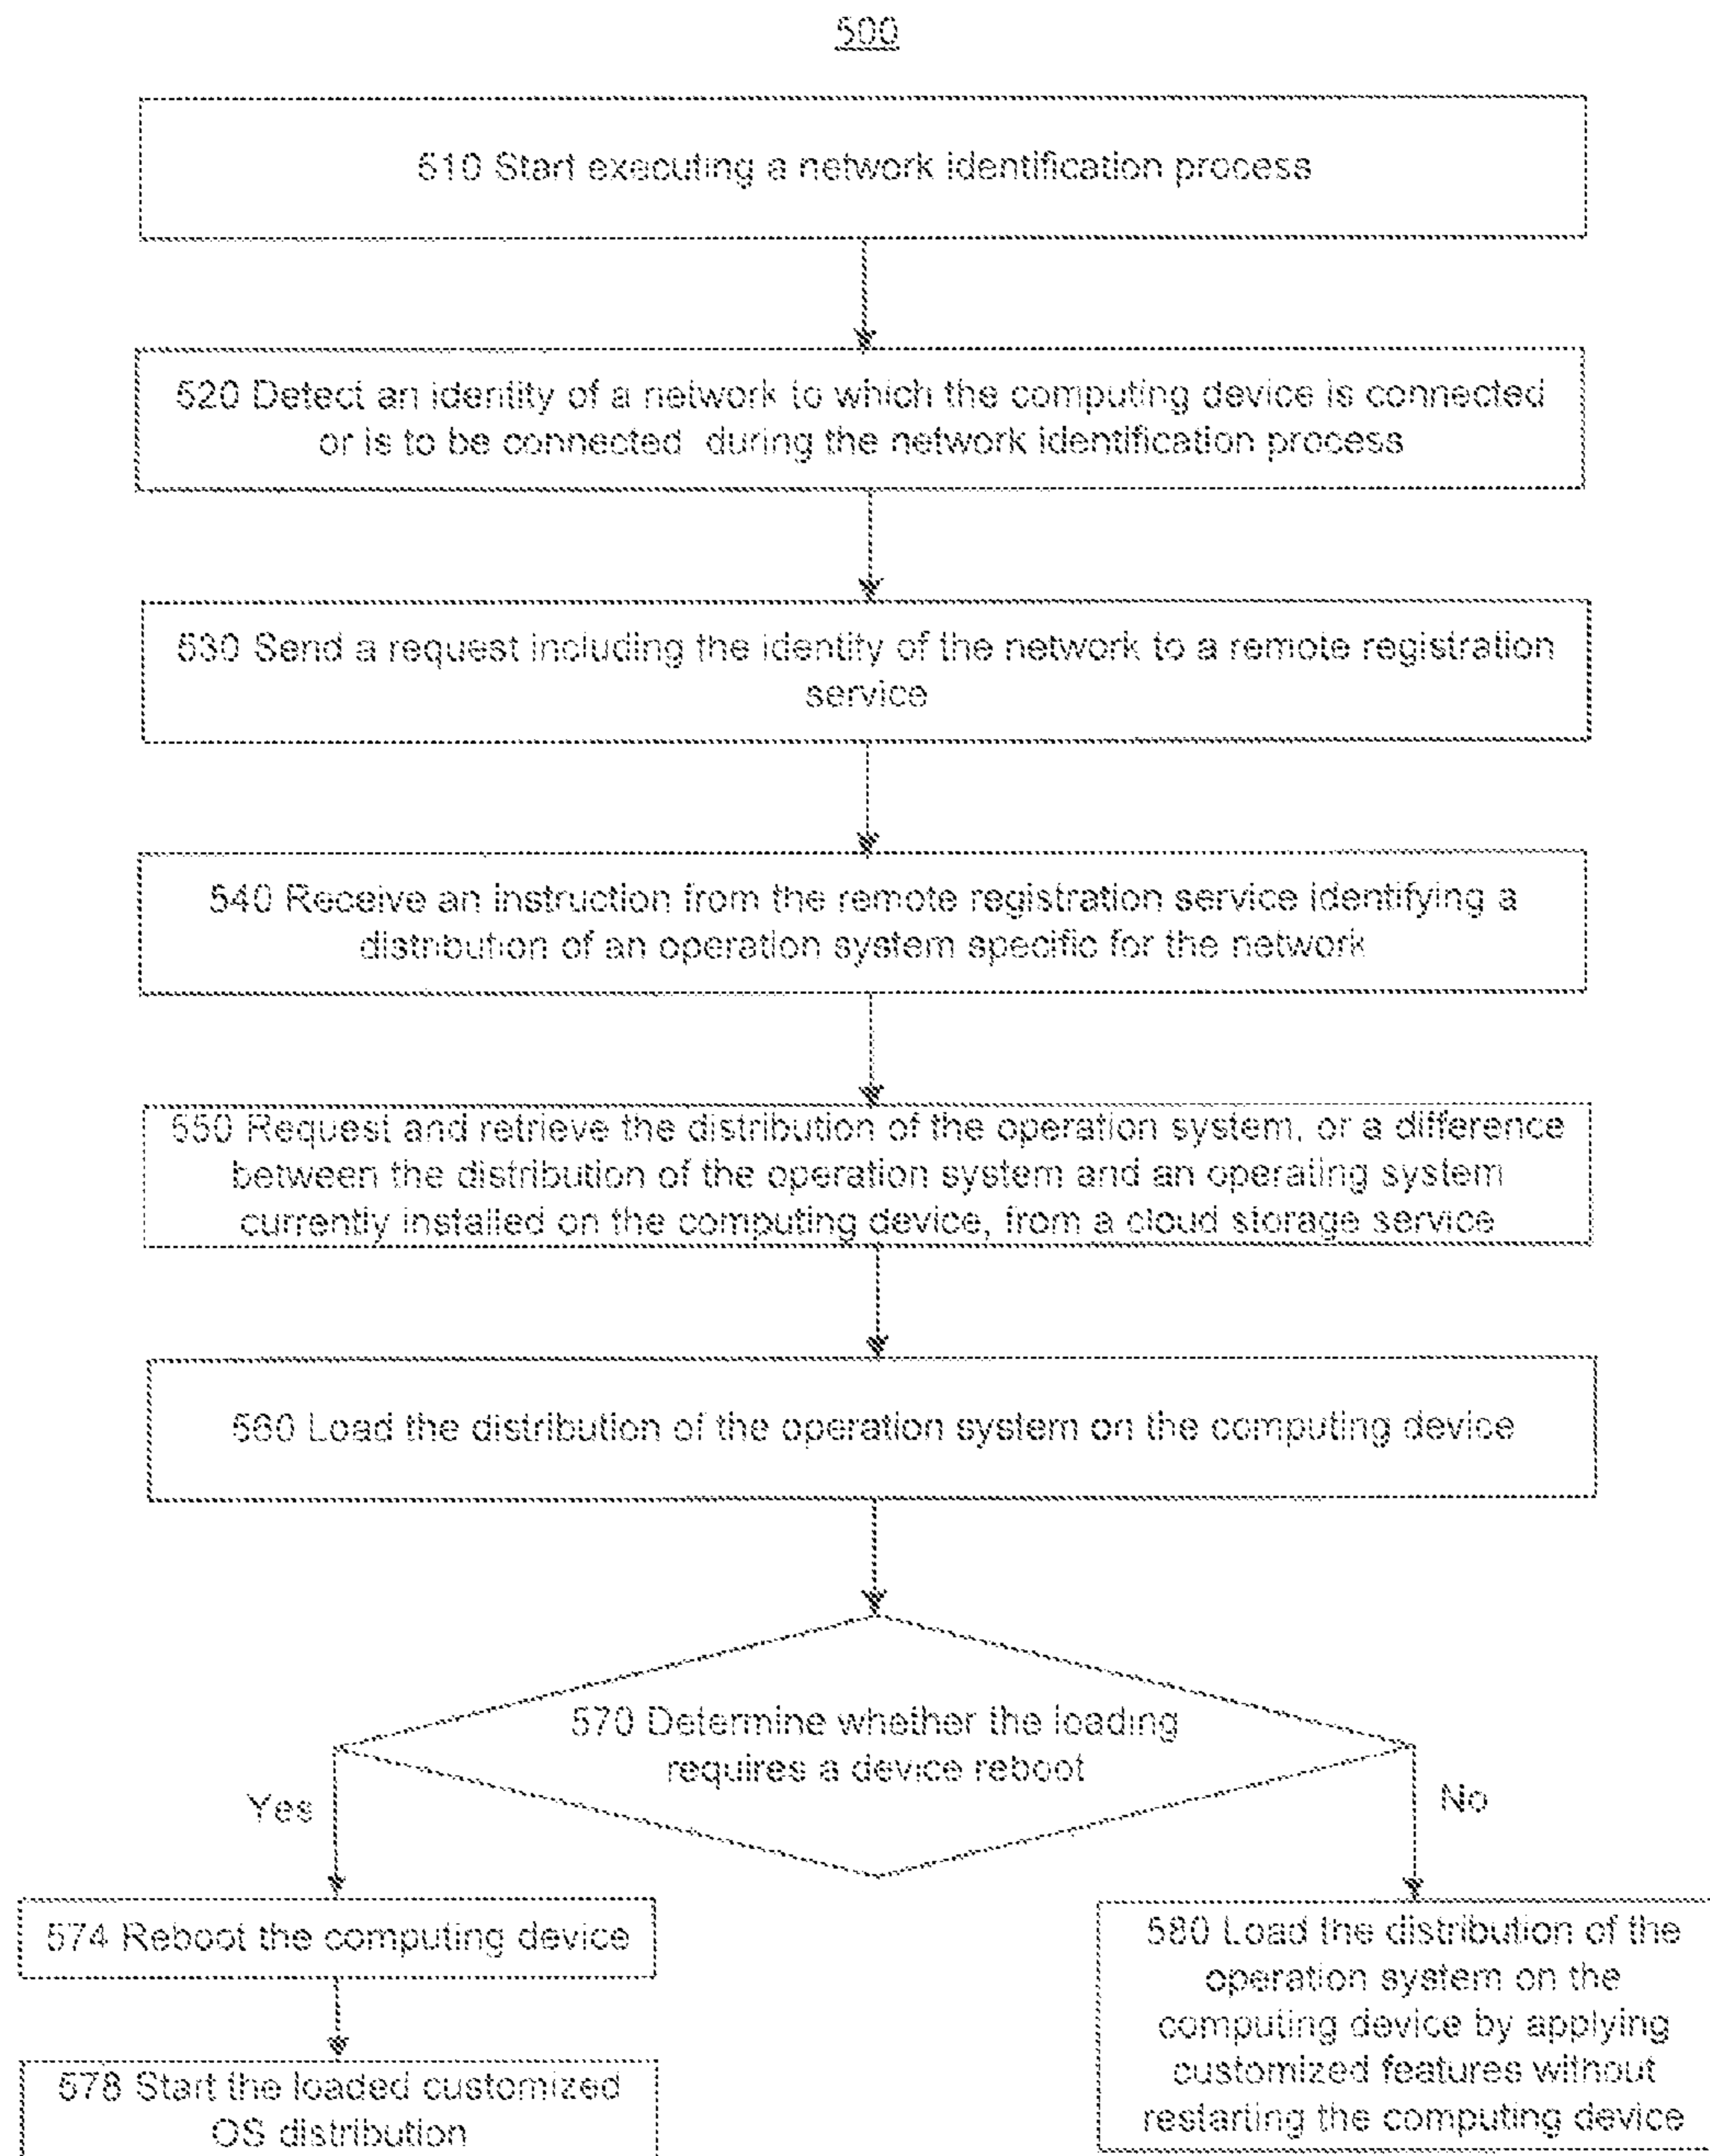 500
510 Start executing a network identification process
520 Detect an identity of a network to which the computing device is connected
or is to be connected during the network identification process
530 Send a request including the identity of the network to a remote registration
service
540 Receive an instruction from the remote registration service identifying a
distribution of an operation system specific for the network
550 Request and retrieve the distribution of the operation system, or a difference
between the distribution of the operation system and an operating system
currently installed on the computing device, from a cloud storage service
560 Load the distribution of the operation system on the computing device
570 Determine whether the loading
requires a device reboot
Yes
No
574 Reboot the computing device
578 Start the loaded customized
OS distribution
580 Load the distribution of the
operation system on the
computing device by applying
customized features without
restarting the computing device